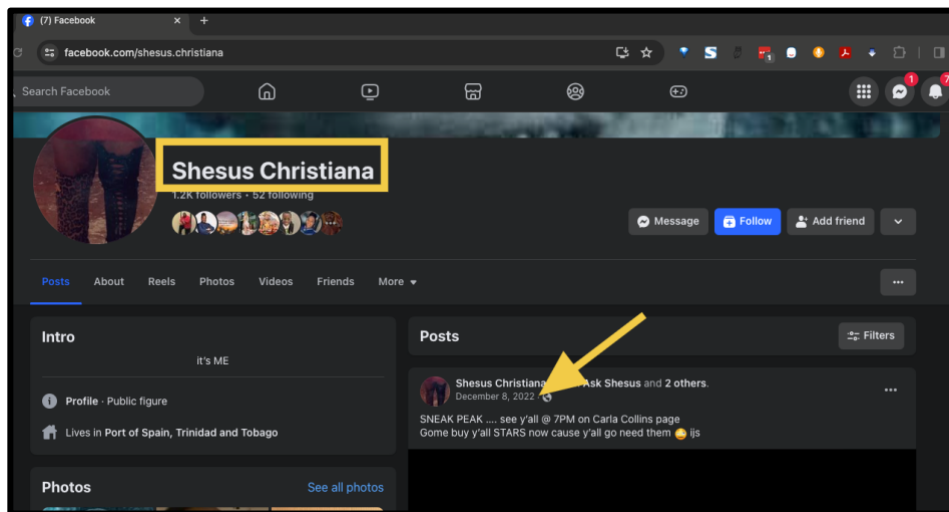 (7) Facebook
facebook.com/shesus.christiana
1
Search Facebook
1
7
Shesus Christiana
1.2K followers • 52 following
Message
Follow
Add friend
Posts
About
Reels
Photos
Videos
Friends
More
Intro
it's ME
Profile · Public figure
Lives in Port of Spain, Trinidad and Tobago
Photos
See all photos
Posts
Filters
Shesus Christiana Ask Shesus and 2 others.
December 8, 2022 ·
SNEAK PEAK .... see y'all @ 7PM on Carla Collins page
Gome buy y'all STARS now cause y'all go need them ijs